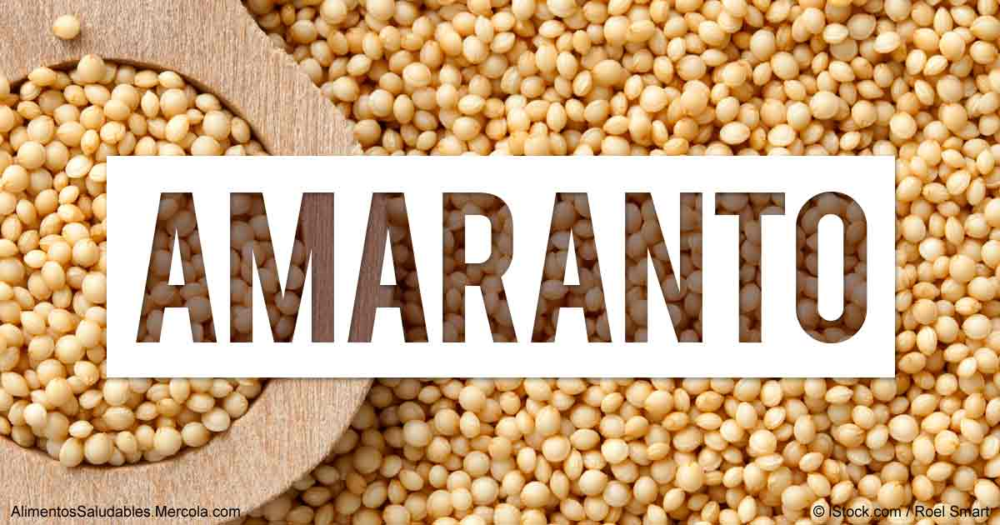 AMARANTO
AlimentosSaludables.Mercola.com
© IStock.com / Roel Smart